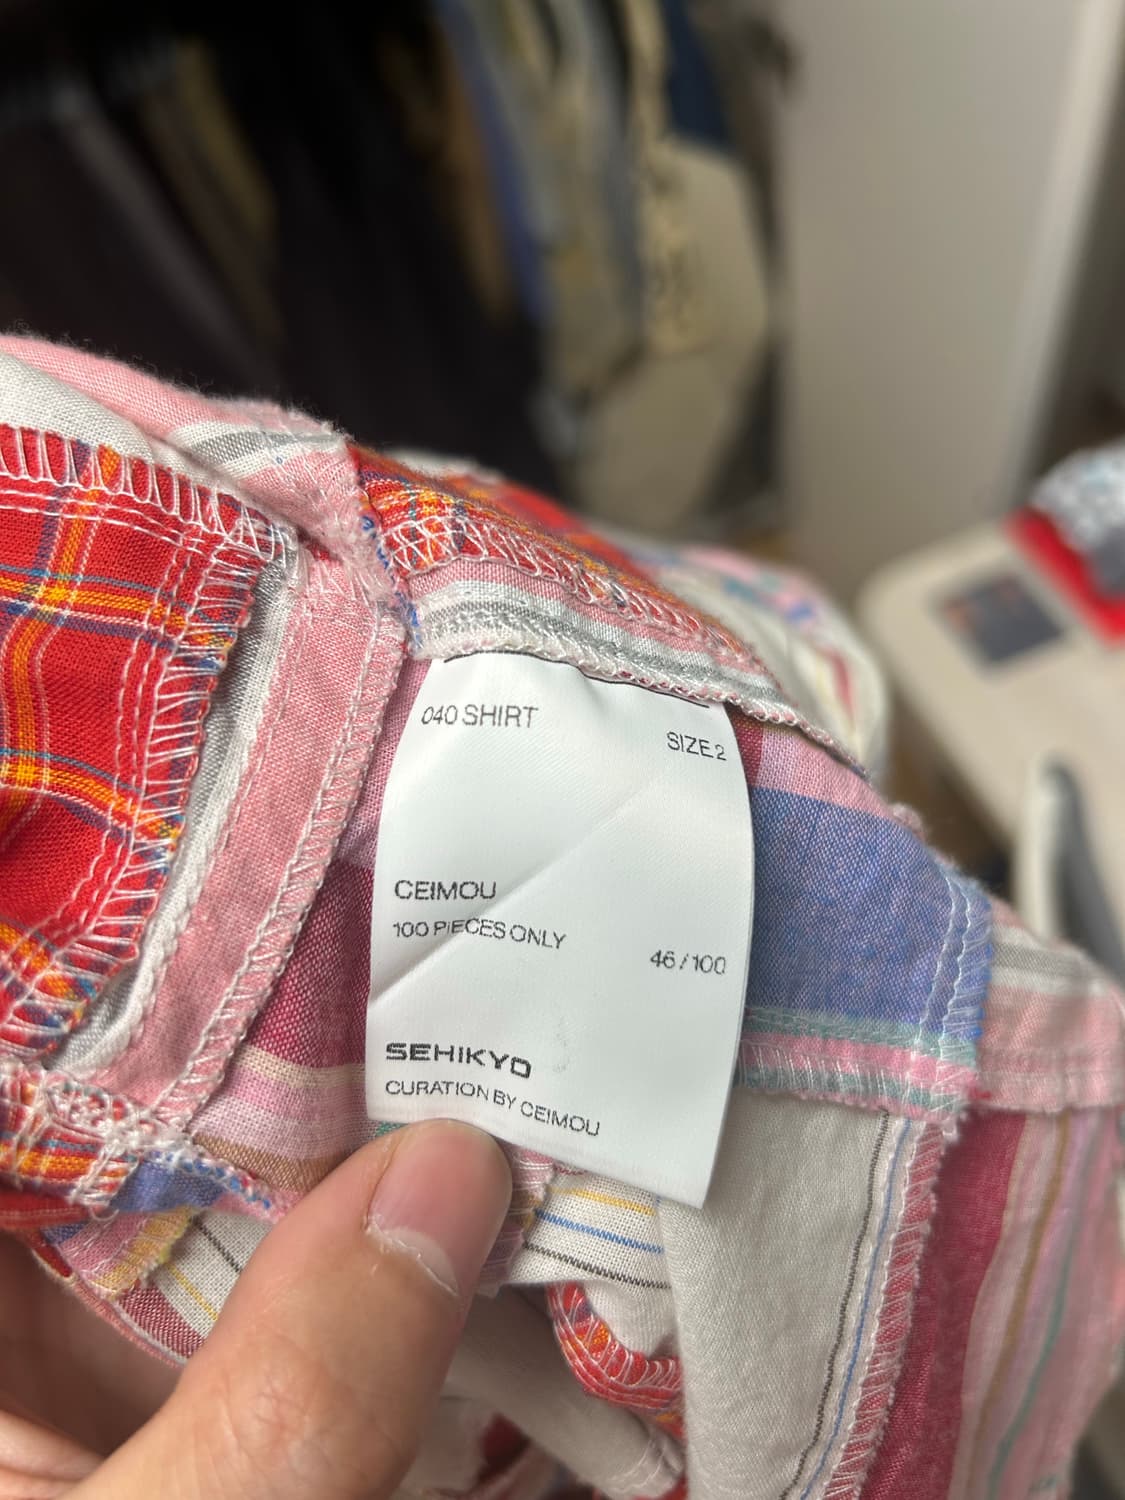 040 SHIRT
SIZE 2
CEIMOU
100 PIECES ONLY
46 / 100
SEHIKYO
CURATION BY CEIMOU